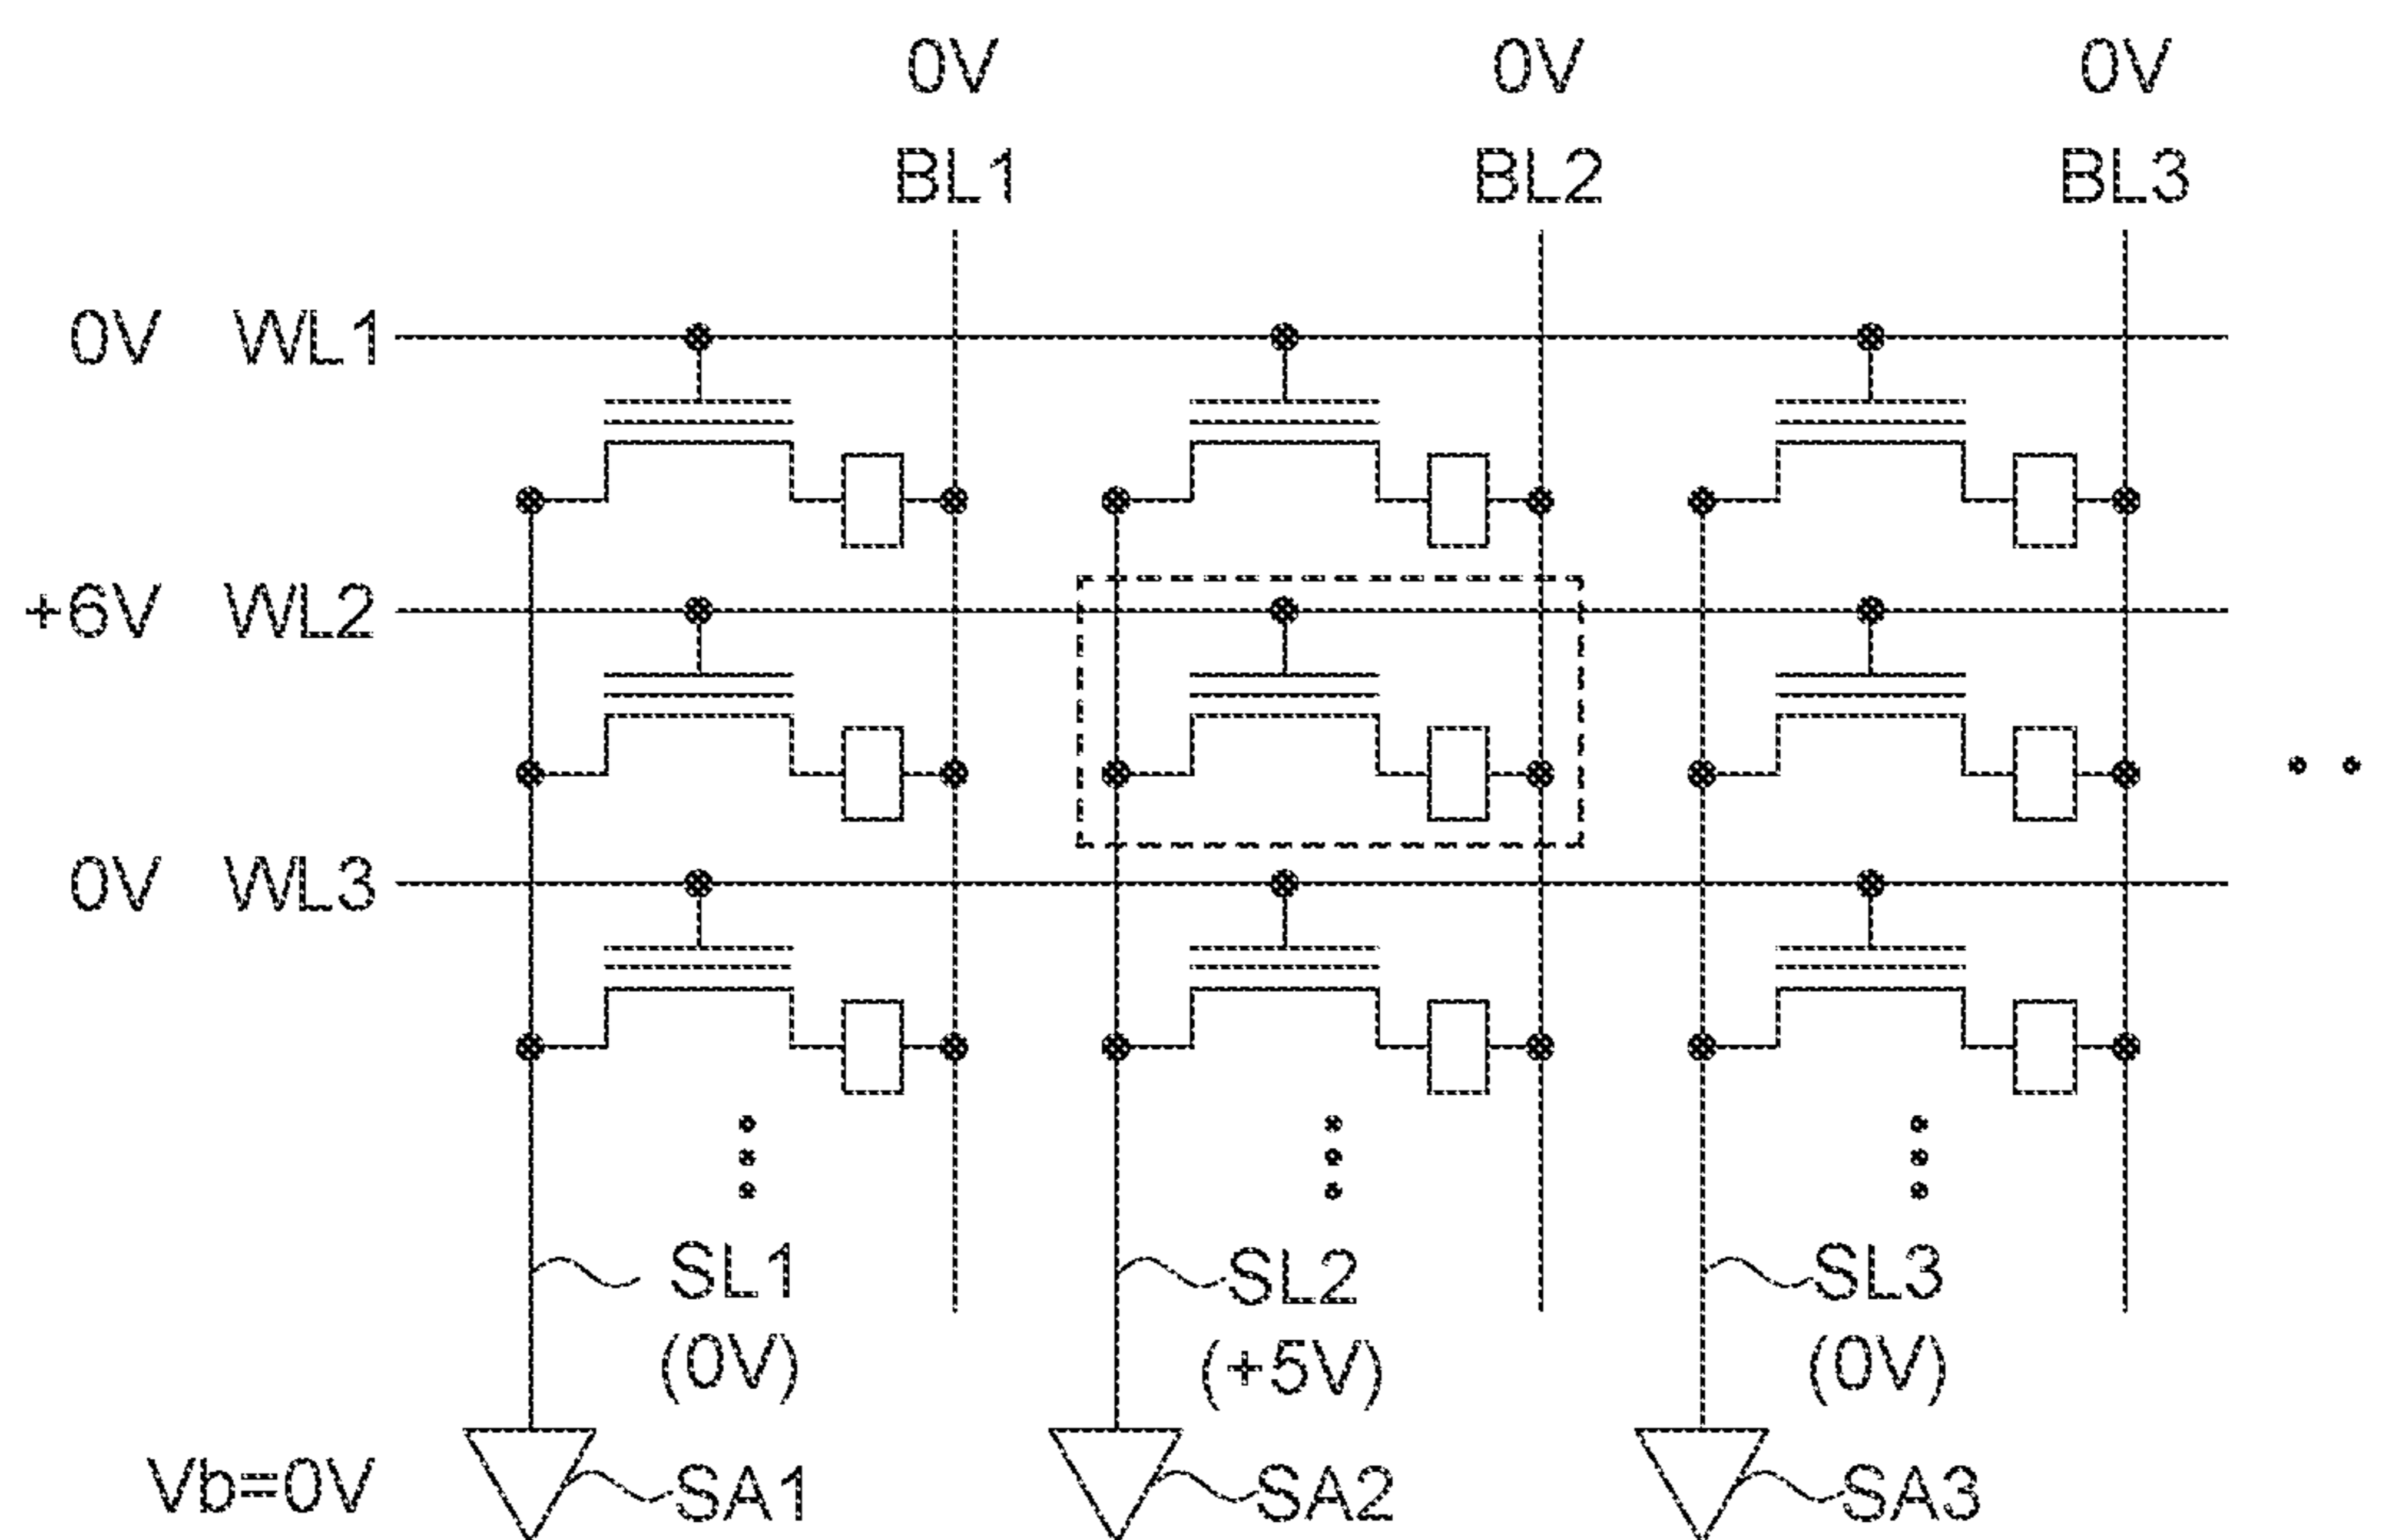 0V 0V 0V
BL1 BL2 BL3
0V WL1
+6V WL2
0V WL3
SL1 SL2 SL3
(0V) (+5V) (0V)
Vb=0V SA1 SA2 SA3